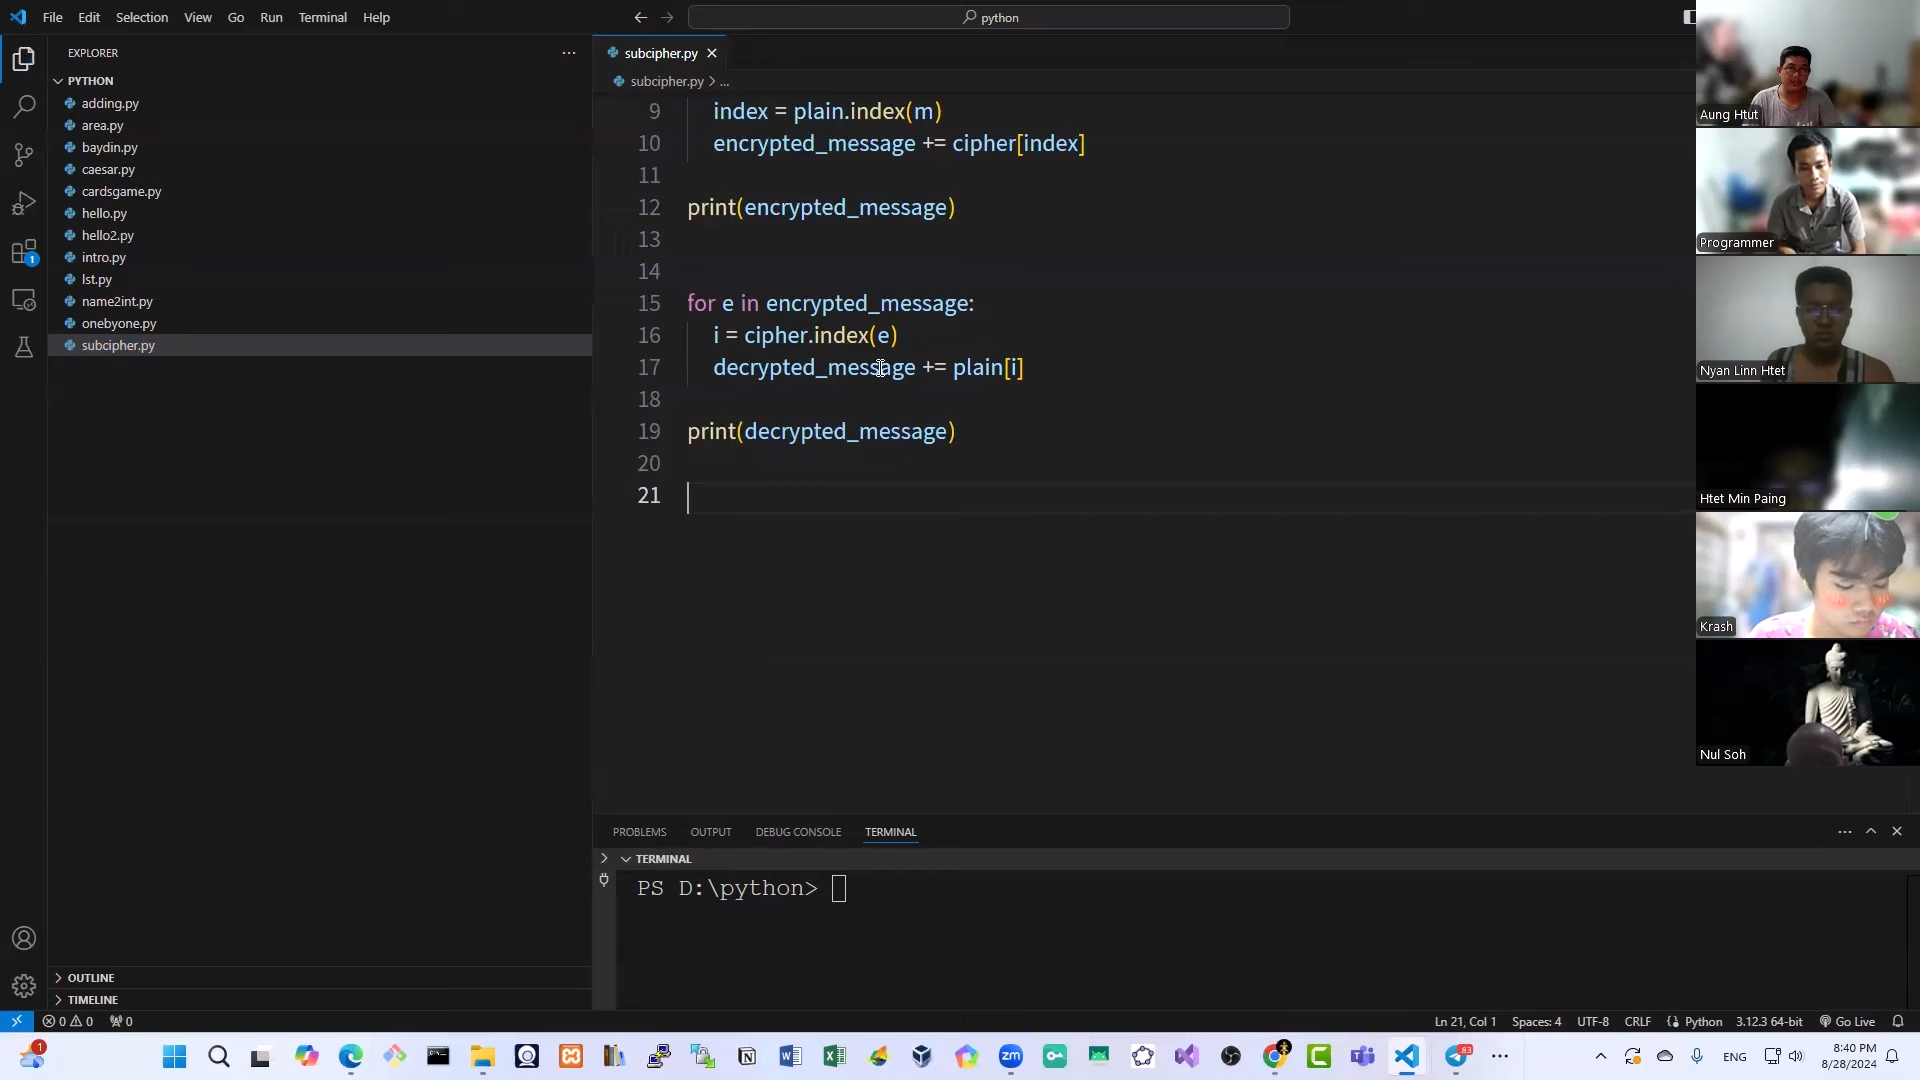 File Edit Selection View Go Run Terminal Help
python
EXPLORER
PYTHON
adding.py
area.py
baydin.py
caesar.py
cardsgame.py
hello.py
hello2.py
intro.py
lst.py
name2int.py
onebyone.py
subcipher.py
OUTLINE
TIMELINE
1
subcipher.py
subcipher.py > ...
9 index = plain.index(m)
10 encrypted_message += cipher[index]
11
12 print(encrypted_message)
13
14
15 for e in encrypted_message:
16 i = cipher.index(e)
17 decrypted_message += plain[i]
18
19 print(decrypted_message)
20
21
PROBLEMS OUTPUT DEBUG CONSOLE TERMINAL
TERMINAL
PS D:\python>
Aung Htut
Programmer
Nyan Linn Htet
Htet Min Paing
Krash
Nul Soh
0 0 0
Ln 21, Col 1 Spaces: 4 UTF-8 CRLF Python 3.12.3 64-bit Go Live
1
zm
83
ENG
8:40 PM
8/28/2024